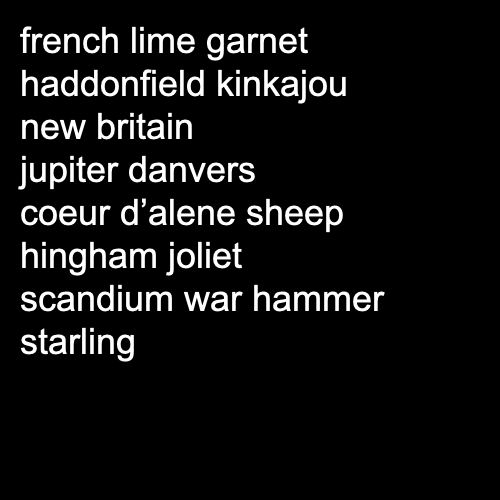 french lime garnet
haddonfield kinkajou
new britain
jupiter danvers
coeur d’alene sheep
hingham joliet
scandium war hammer
starling